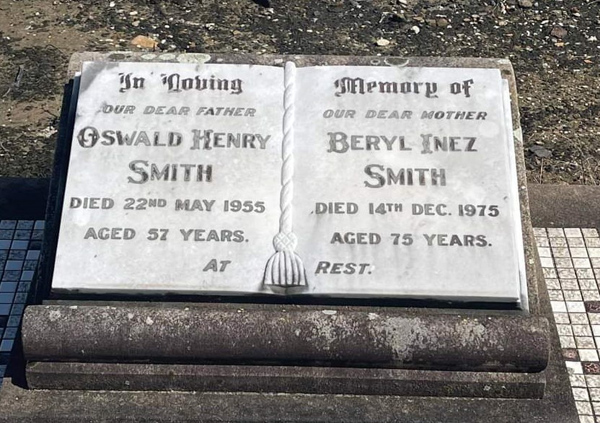 In Loving
OUR DEAR FATHER
OSWALD HENRY
SMITH
DIED 22ND MAY 1955
AGED 57 YEARS.
Memory of
OUR DEAR MOTHER
BERYL INEZ
SMITH
DIED 14TH DEC. 1975
AGED 75 YEARS.
AT REST.